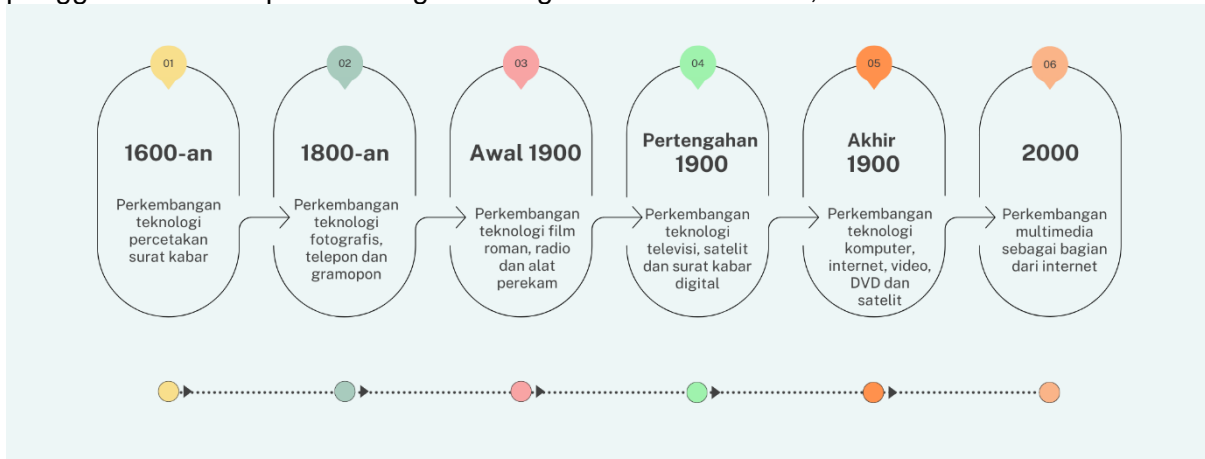 01
1600-an
Perkembangan
teknologi
percetakan
surat kabar
02
1800-an
Perkembangan
teknologi
fotografis,
telepon dan
gramopon
03
Awal 1900
Perkembangan
teknologi film
roman, radio
dan alat
perekam
04
Pertengahan
1900
Perkembangan
teknologi
televisi, satelit
dan surat kabar
digital
05
Akhir
1900
Perkembangan
teknologi
komputer,
internet, video,
DVD dan
satelit
06
2000
Perkembangan
multimedia
sebagai bagian
dari internet